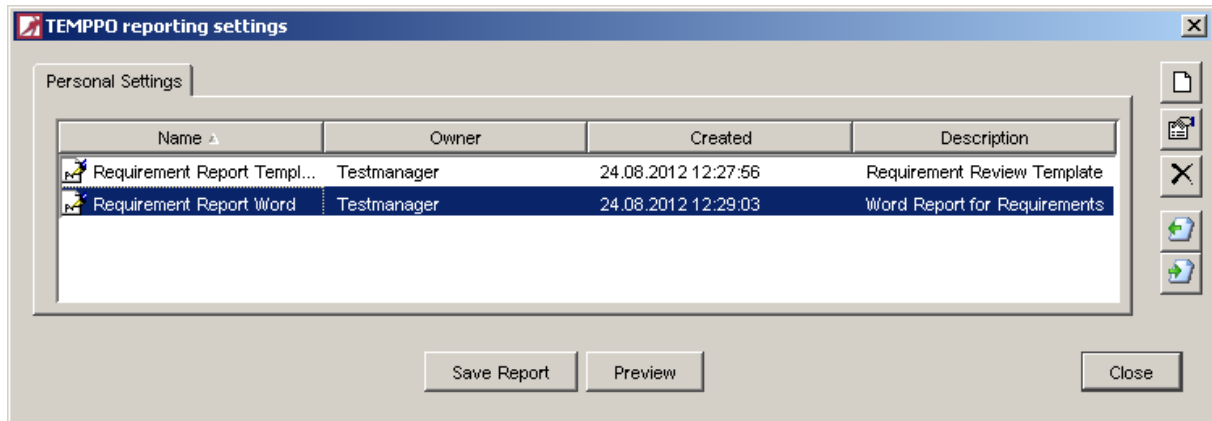 TEMPPO reporting settings
Personal Settings
Name Owner Created Description
Requirement Report Templ... Testmanager 24.08.2012 12:27:56 Requirement Review Template
Requirement Report Word Testmanager 24.08.2012 12:29:03 Word Report for Requirements
Save Report Preview Close